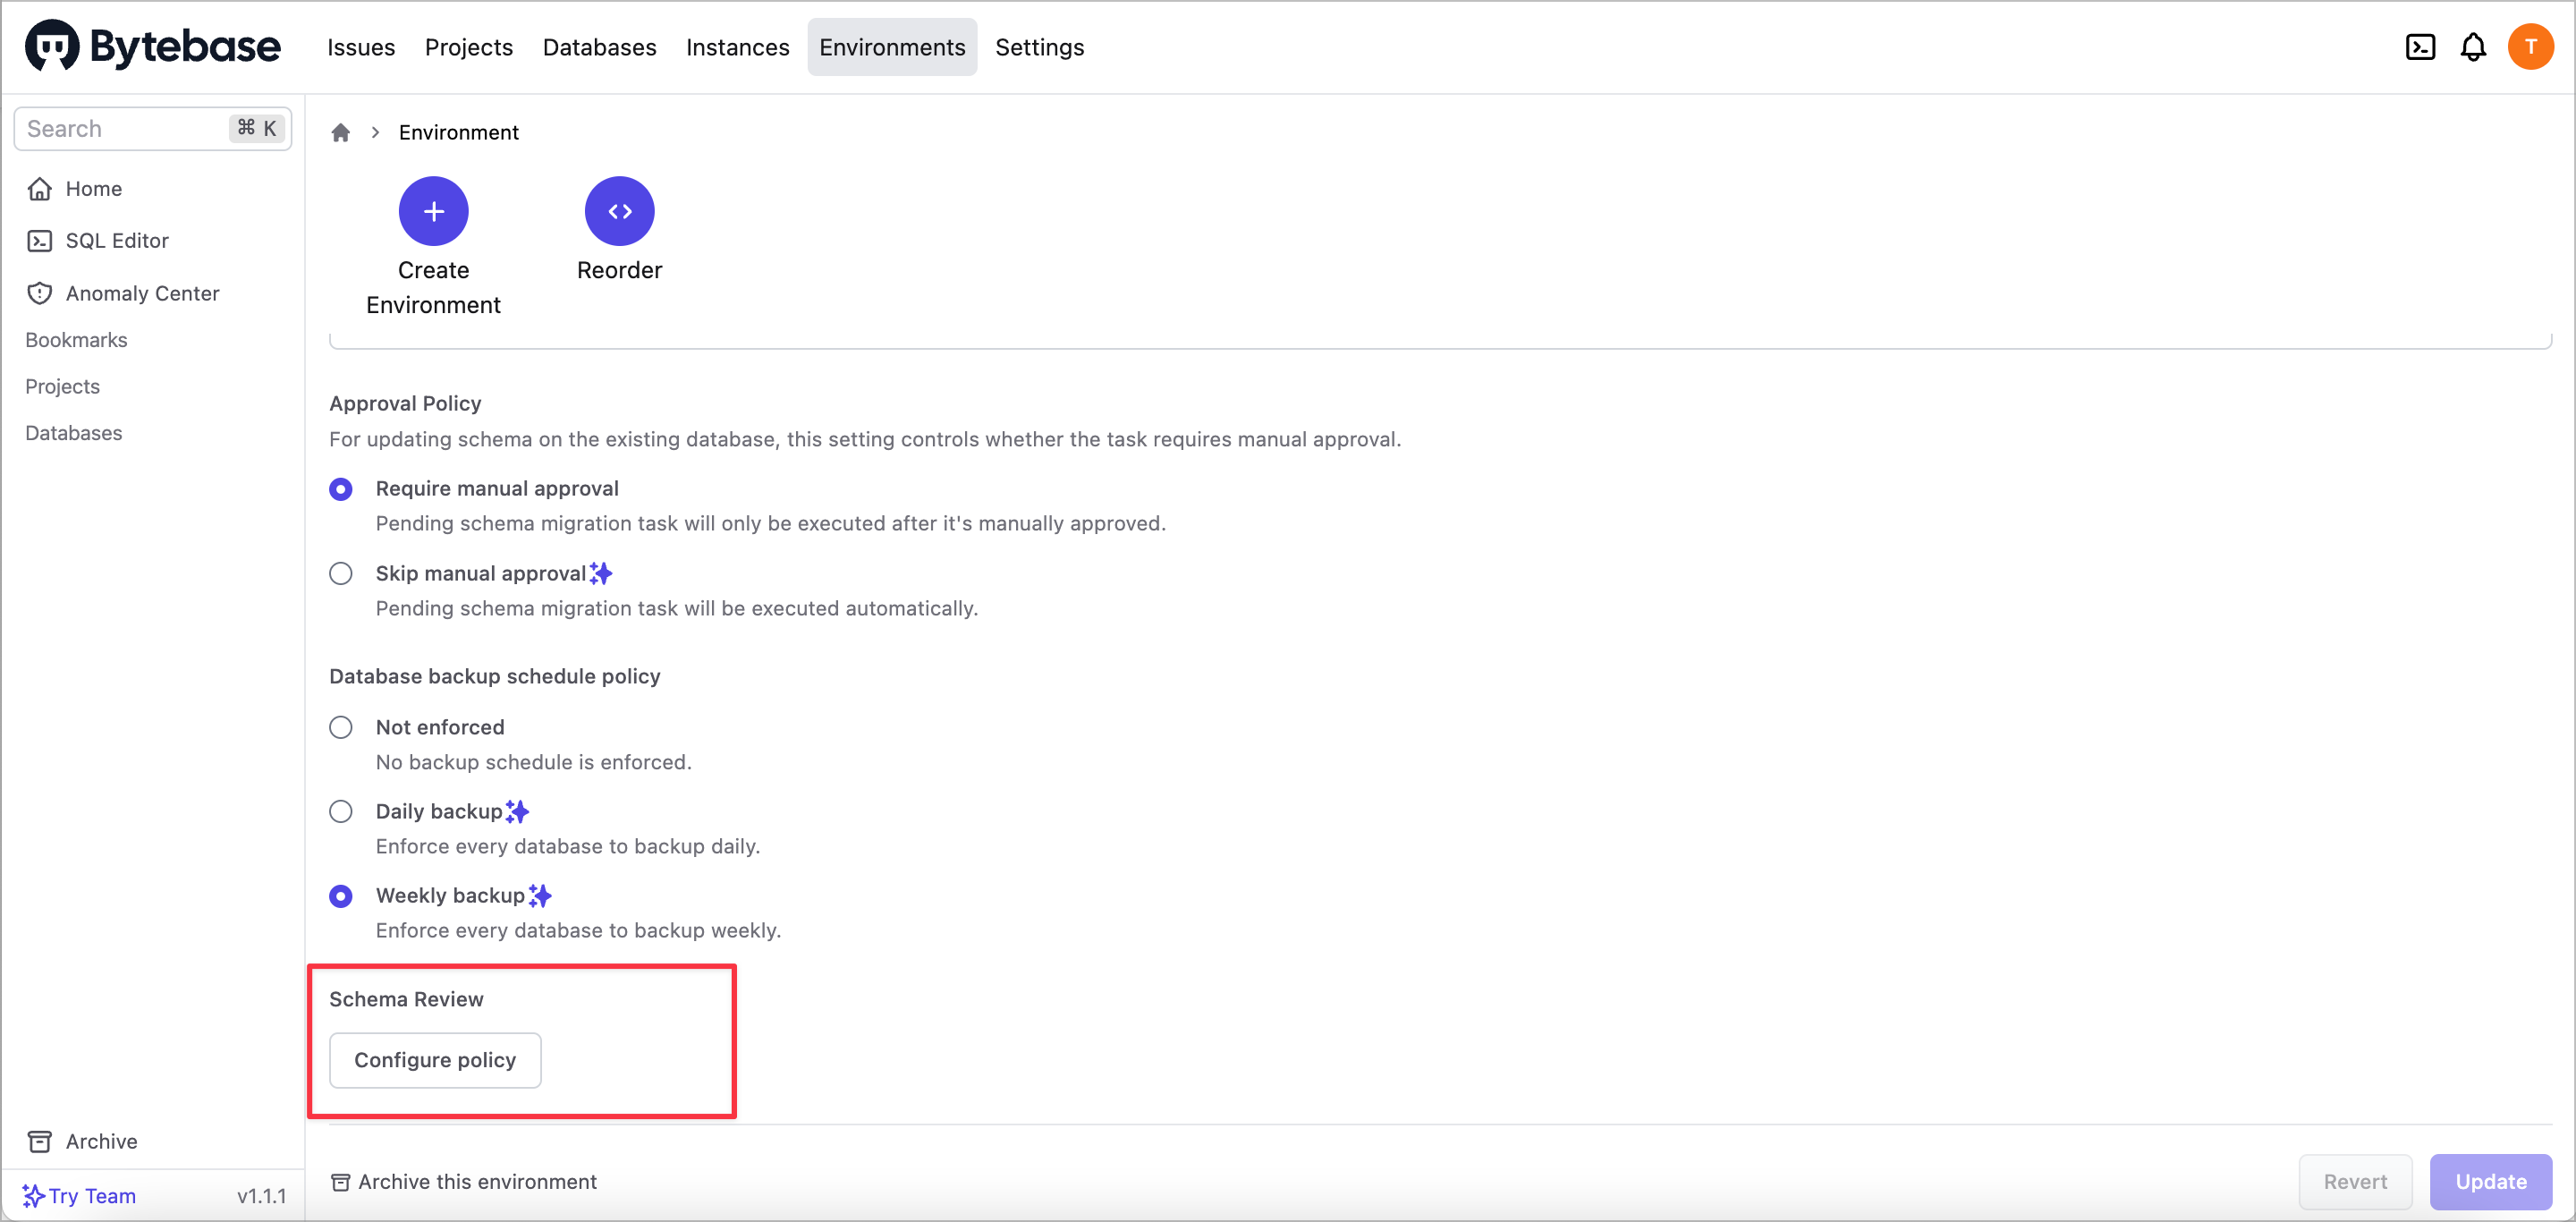 Bytebase
Issues Projects Databases Instances Environments Settings
T
Search ⌘ K
Home
SQL Editor
Anomaly Center
Bookmarks
Projects
Databases
Archive
Try Team v1.1.1
Environment
Create
Environment
Reorder
Approval Policy
For updating schema on the existing database, this setting controls whether the task requires manual approval.
Require manual approval
Pending schema migration task will only be executed after it's manually approved.
Skip manual approval
Pending schema migration task will be executed automatically.
Database backup schedule policy
Not enforced
No backup schedule is enforced.
Daily backup
Enforce every database to backup daily.
Weekly backup
Enforce every database to backup weekly.
Schema Review
Configure policy
Archive this environment
Revert
Update